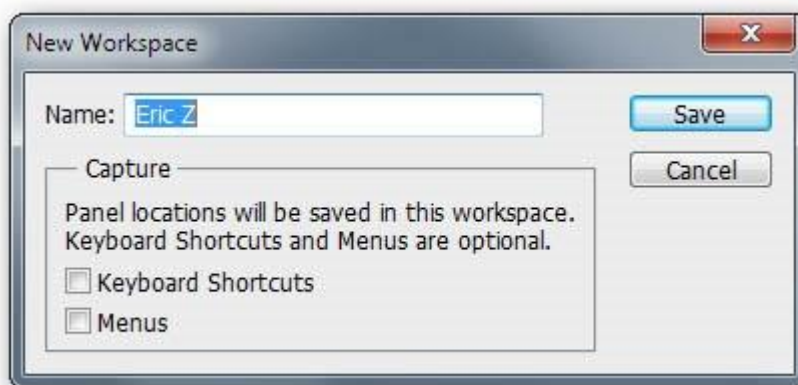 New Workspace
Name: Eric Z
Save
Capture
Cancel
Panel locations will be saved in this workspace.
Keyboard Shortcuts and Menus are optional.
Keyboard Shortcuts
Menus